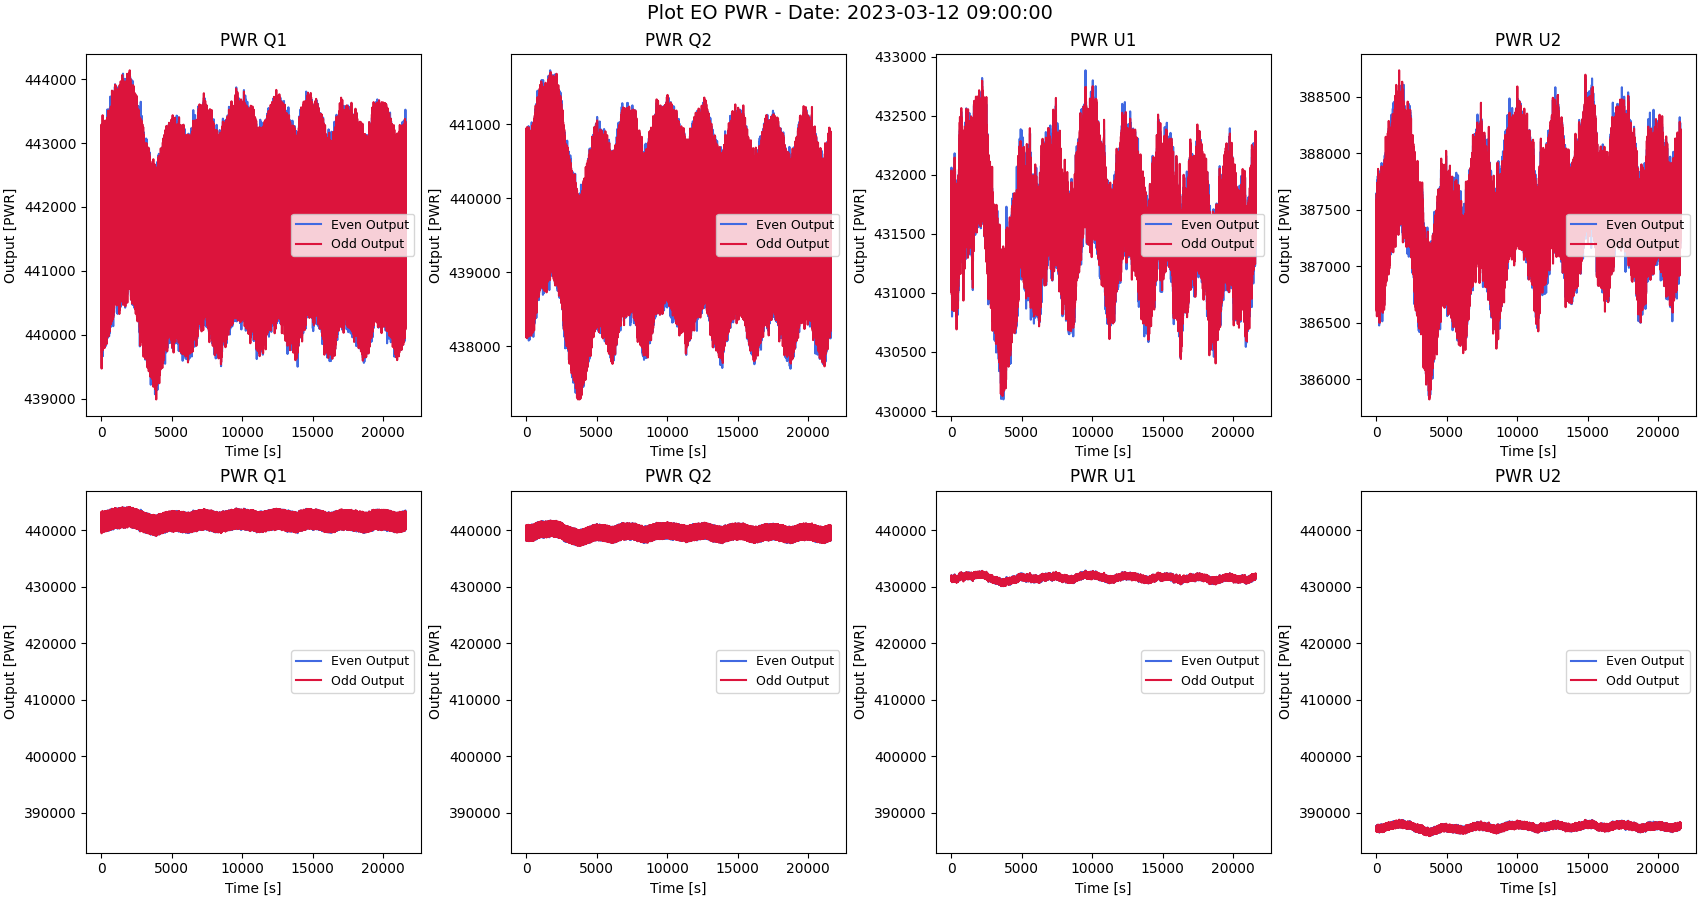 Plot EO PWR - Date: 2023-03-12 09:00:00
PWR Q1
Output [PWR]
444000
443000
442000
441000
440000
439000
Even Output
Odd Output
0 5000 10000 15000 20000
Time [s]
PWR Q2
Output [PWR]
441000
440000
439000
438000
Even Output
Odd Output
0 5000 10000 15000 20000
Time [s]
PWR U1
Output [PWR]
433000
432500
432000
431500
431000
430500
430000
Even Output
Odd Output
0 5000 10000 15000 20000
Time [s]
PWR U2
Output [PWR]
388500
388000
387500
387000
386500
386000
Even Output
Odd Output
0 5000 10000 15000 20000
Time [s]
PWR Q1
Output [PWR]
440000
430000
420000
410000
400000
390000
Even Output
Odd Output
0 5000 10000 15000 20000
Time [s]
PWR Q2
Output [PWR]
440000
430000
420000
410000
400000
390000
Even Output
Odd Output
0 5000 10000 15000 20000
Time [s]
PWR U1
Output [PWR]
440000
430000
420000
410000
400000
390000
Even Output
Odd Output
0 5000 10000 15000 20000
Time [s]
PWR U2
Output [PWR]
440000
430000
420000
410000
400000
390000
Even Output
Odd Output
0 5000 10000 15000 20000
Time [s]